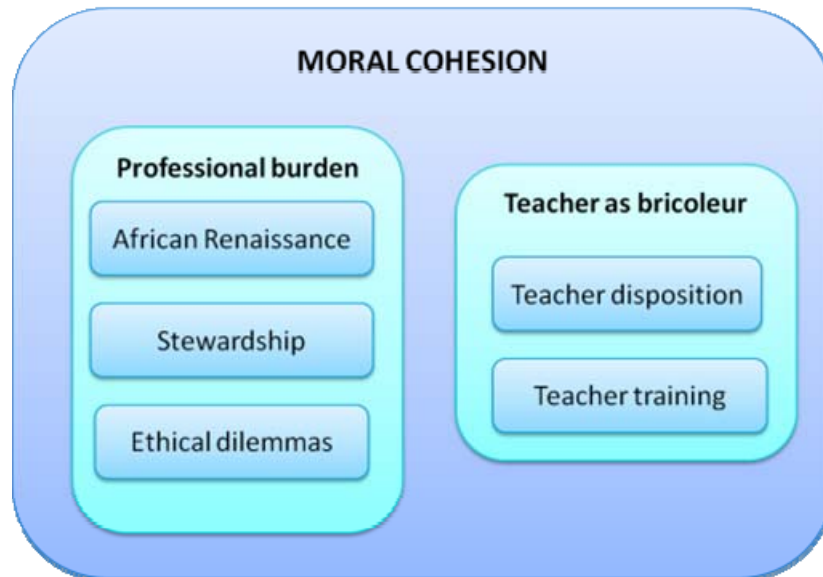 MORAL COHESION
Professional burden
African Renaissance
Stewardship
Ethical dilemmas
Teacher as bricoleur
Teacher disposition
Teacher training